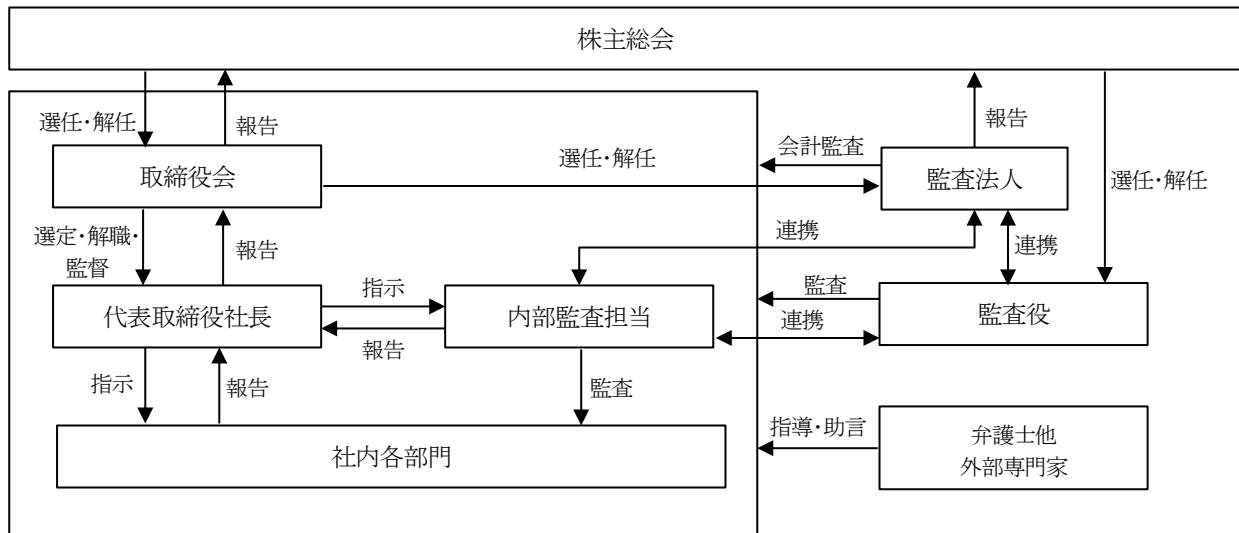 株主総会
選任・解任
報告
報告
取締役会
選任・解任
会計監査
監査法人
選任・解任
選定・解職・
監督
報告
連携
連携
代表取締役社長
指示
報告
内部監査担当
監査
連携
監査役
指示
報告
監査
社内各部門
指導・助言
弁護士他
外部専門家